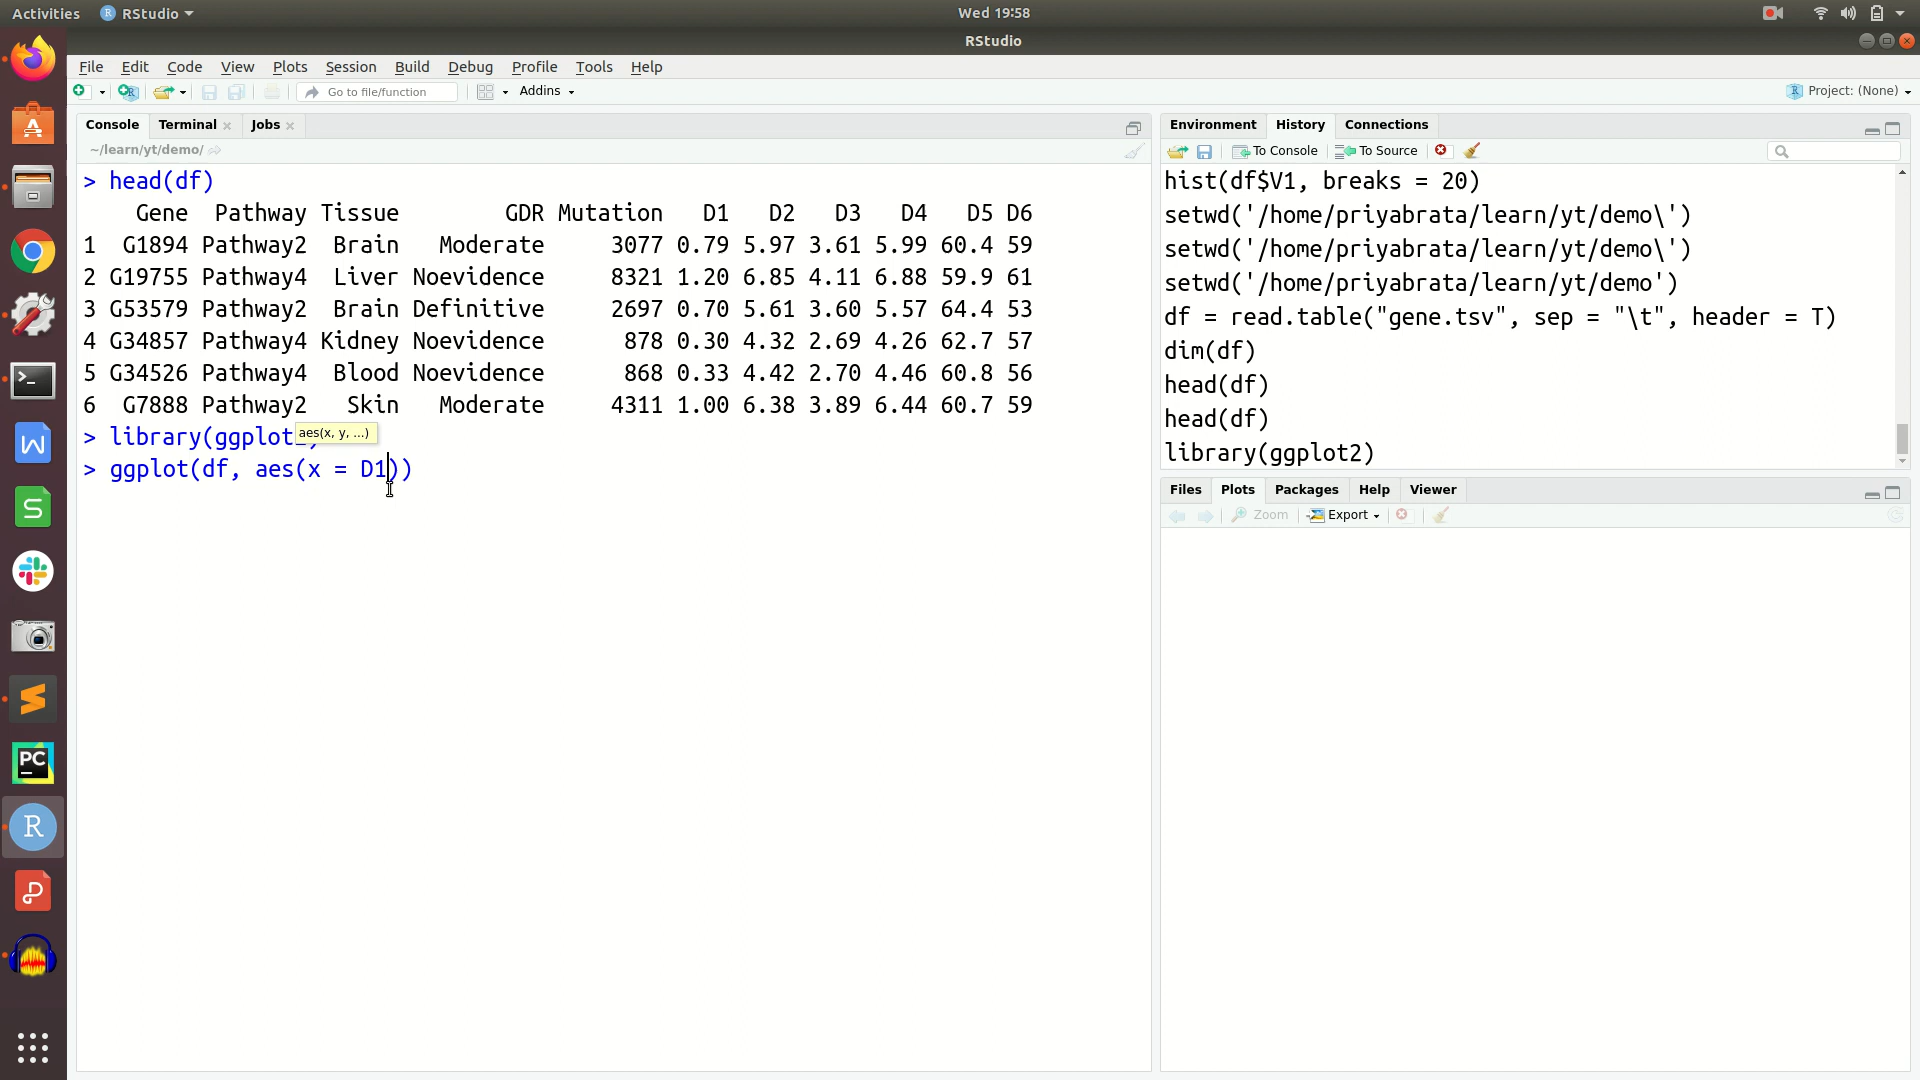 Activities RStudio Wed 19:58
RStudio
File Edit Code View Plots Session Build Debug Profile Tools Help
Go to file/function Addins Project: (None)
Console Terminal Jobs
~/learn/yt/demo/
> head(df)
Gene Pathway Tissue GDR Mutation D1 D2 D3 D4 D5 D6
1 G1894 Pathway2 Brain Moderate 3077 0.79 5.97 3.61 5.99 60.4 59
2 G19755 Pathway4 Liver Noevidence 8321 1.20 6.85 4.11 6.88 59.9 61
3 G53579 Pathway2 Brain Definitive 2697 0.70 5.61 3.60 5.57 64.4 53
4 G34857 Pathway4 Kidney Noevidence 878 0.30 4.32 2.69 4.26 62.7 57
5 G34526 Pathway4 Blood Noevidence 868 0.33 4.42 2.70 4.46 60.8 56
6 G7888 Pathway2 Skin Moderate 4311 1.00 6.38 3.89 6.44 60.7 59
> library(ggplot2)
aes(x, y, ...)
> ggplot(df, aes(x = D1))
Environment History Connections
To Console To Source
hist(df$V1, breaks = 20)
setwd('/home/priyabrata/learn/yt/demo\')
setwd('/home/priyabrata/learn/yt/demo\')
setwd('/home/priyabrata/learn/yt/demo')
df = read.table("gene.tsv", sep = "\t", header = T)
dim(df)
head(df)
head(df)
library(ggplot2)
Files Plots Packages Help Viewer
Zoom Export
W
S
PC
R